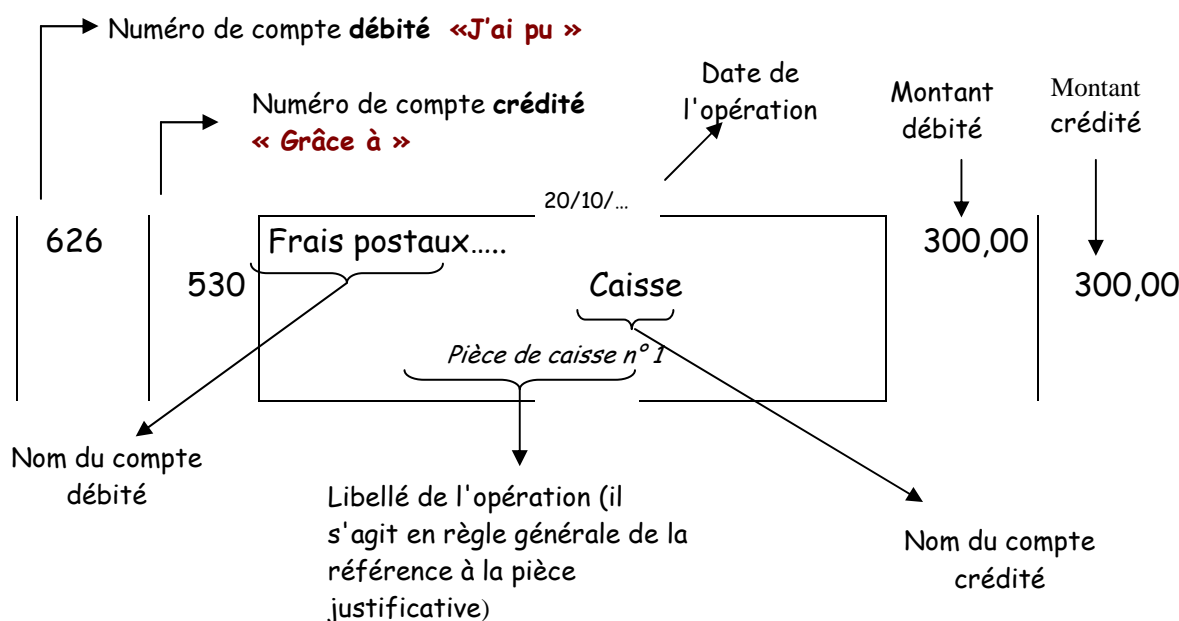 Numéro de compte débité «J'ai pu »
Numéro de compte crédité
« Grâce à »
Date de
l'opération
Montant
débité
Montant
crédité
20/10/…
626
Frais postaux…..
300,00
530
Caisse
300,00
Pièce de caisse n° 1
Nom du compte
débité
Libellé de l'opération (il
s'agit en règle générale de la
référence à la pièce
justificative)
Nom du compte
crédité